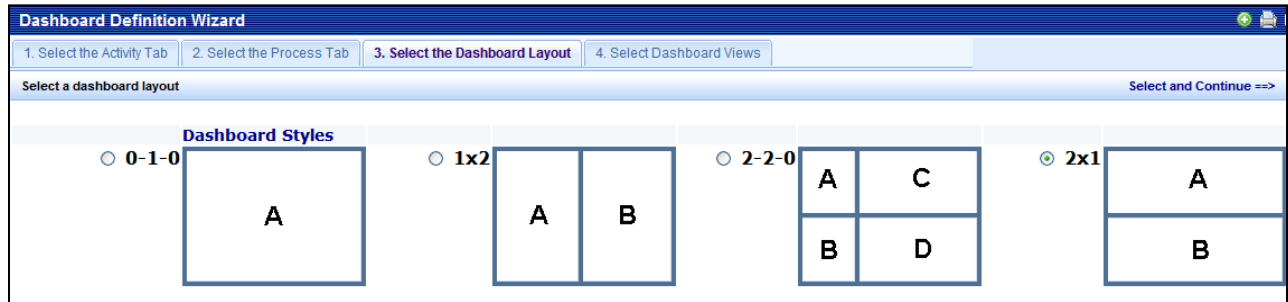 Dashboard Definition Wizard
1. Select the Activity Tab 2. Select the Process Tab 3. Select the Dashboard Layout 4. Select Dashboard Views
Select a dashboard layout Select and Continue ==>
Dashboard Styles
0-1-0 1x2 2-2-0 2x1
A C A
A A B
B D B